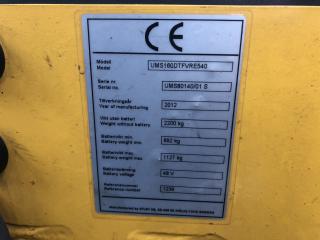 CE
Modell
Model
UMS160DTFVRE540
Serie nr.
Serial no.
UMS80140/01 S
Tillverkningsår
Year of manufacturing
2012
Vikt utan batteri
Weight without battery
2200 kg
Batterivikt min.
Battery weight min
882 kg
Batterivikt max.
Battery weight max
1127 kg
Batterispänning
Battery voltage
48 V
Referensnummer
Reference number
1239
Manufactured by